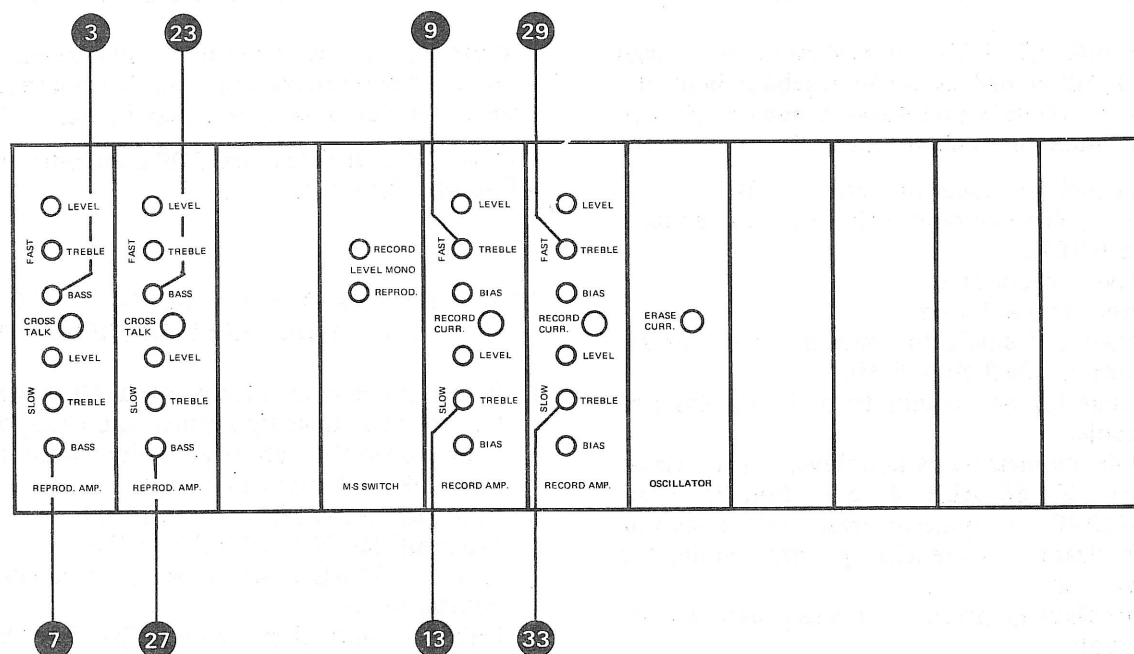 3
23
9
29
LEVEL
FAST
TREBLE
BASS
CROSS
TALK
LEVEL
SLOW
TREBLE
BASS
REPROD. AMP.
LEVEL
FAST
TREBLE
BASS
CROSS
TALK
LEVEL
SLOW
TREBLE
BASS
REPROD. AMP.
RECORD
LEVEL MONO
REPROD.
M-S SWITCH
LEVEL
FAST
TREBLE
BIAS
RECORD
CURR.
LEVEL
SLOW
TREBLE
BIAS
RECORD AMP.
LEVEL
FAST
TREBLE
BIAS
RECORD
CURR.
LEVEL
SLOW
TREBLE
BIAS
RECORD AMP.
ERASE
CURR.
OSCILLATOR
7
27
13
33